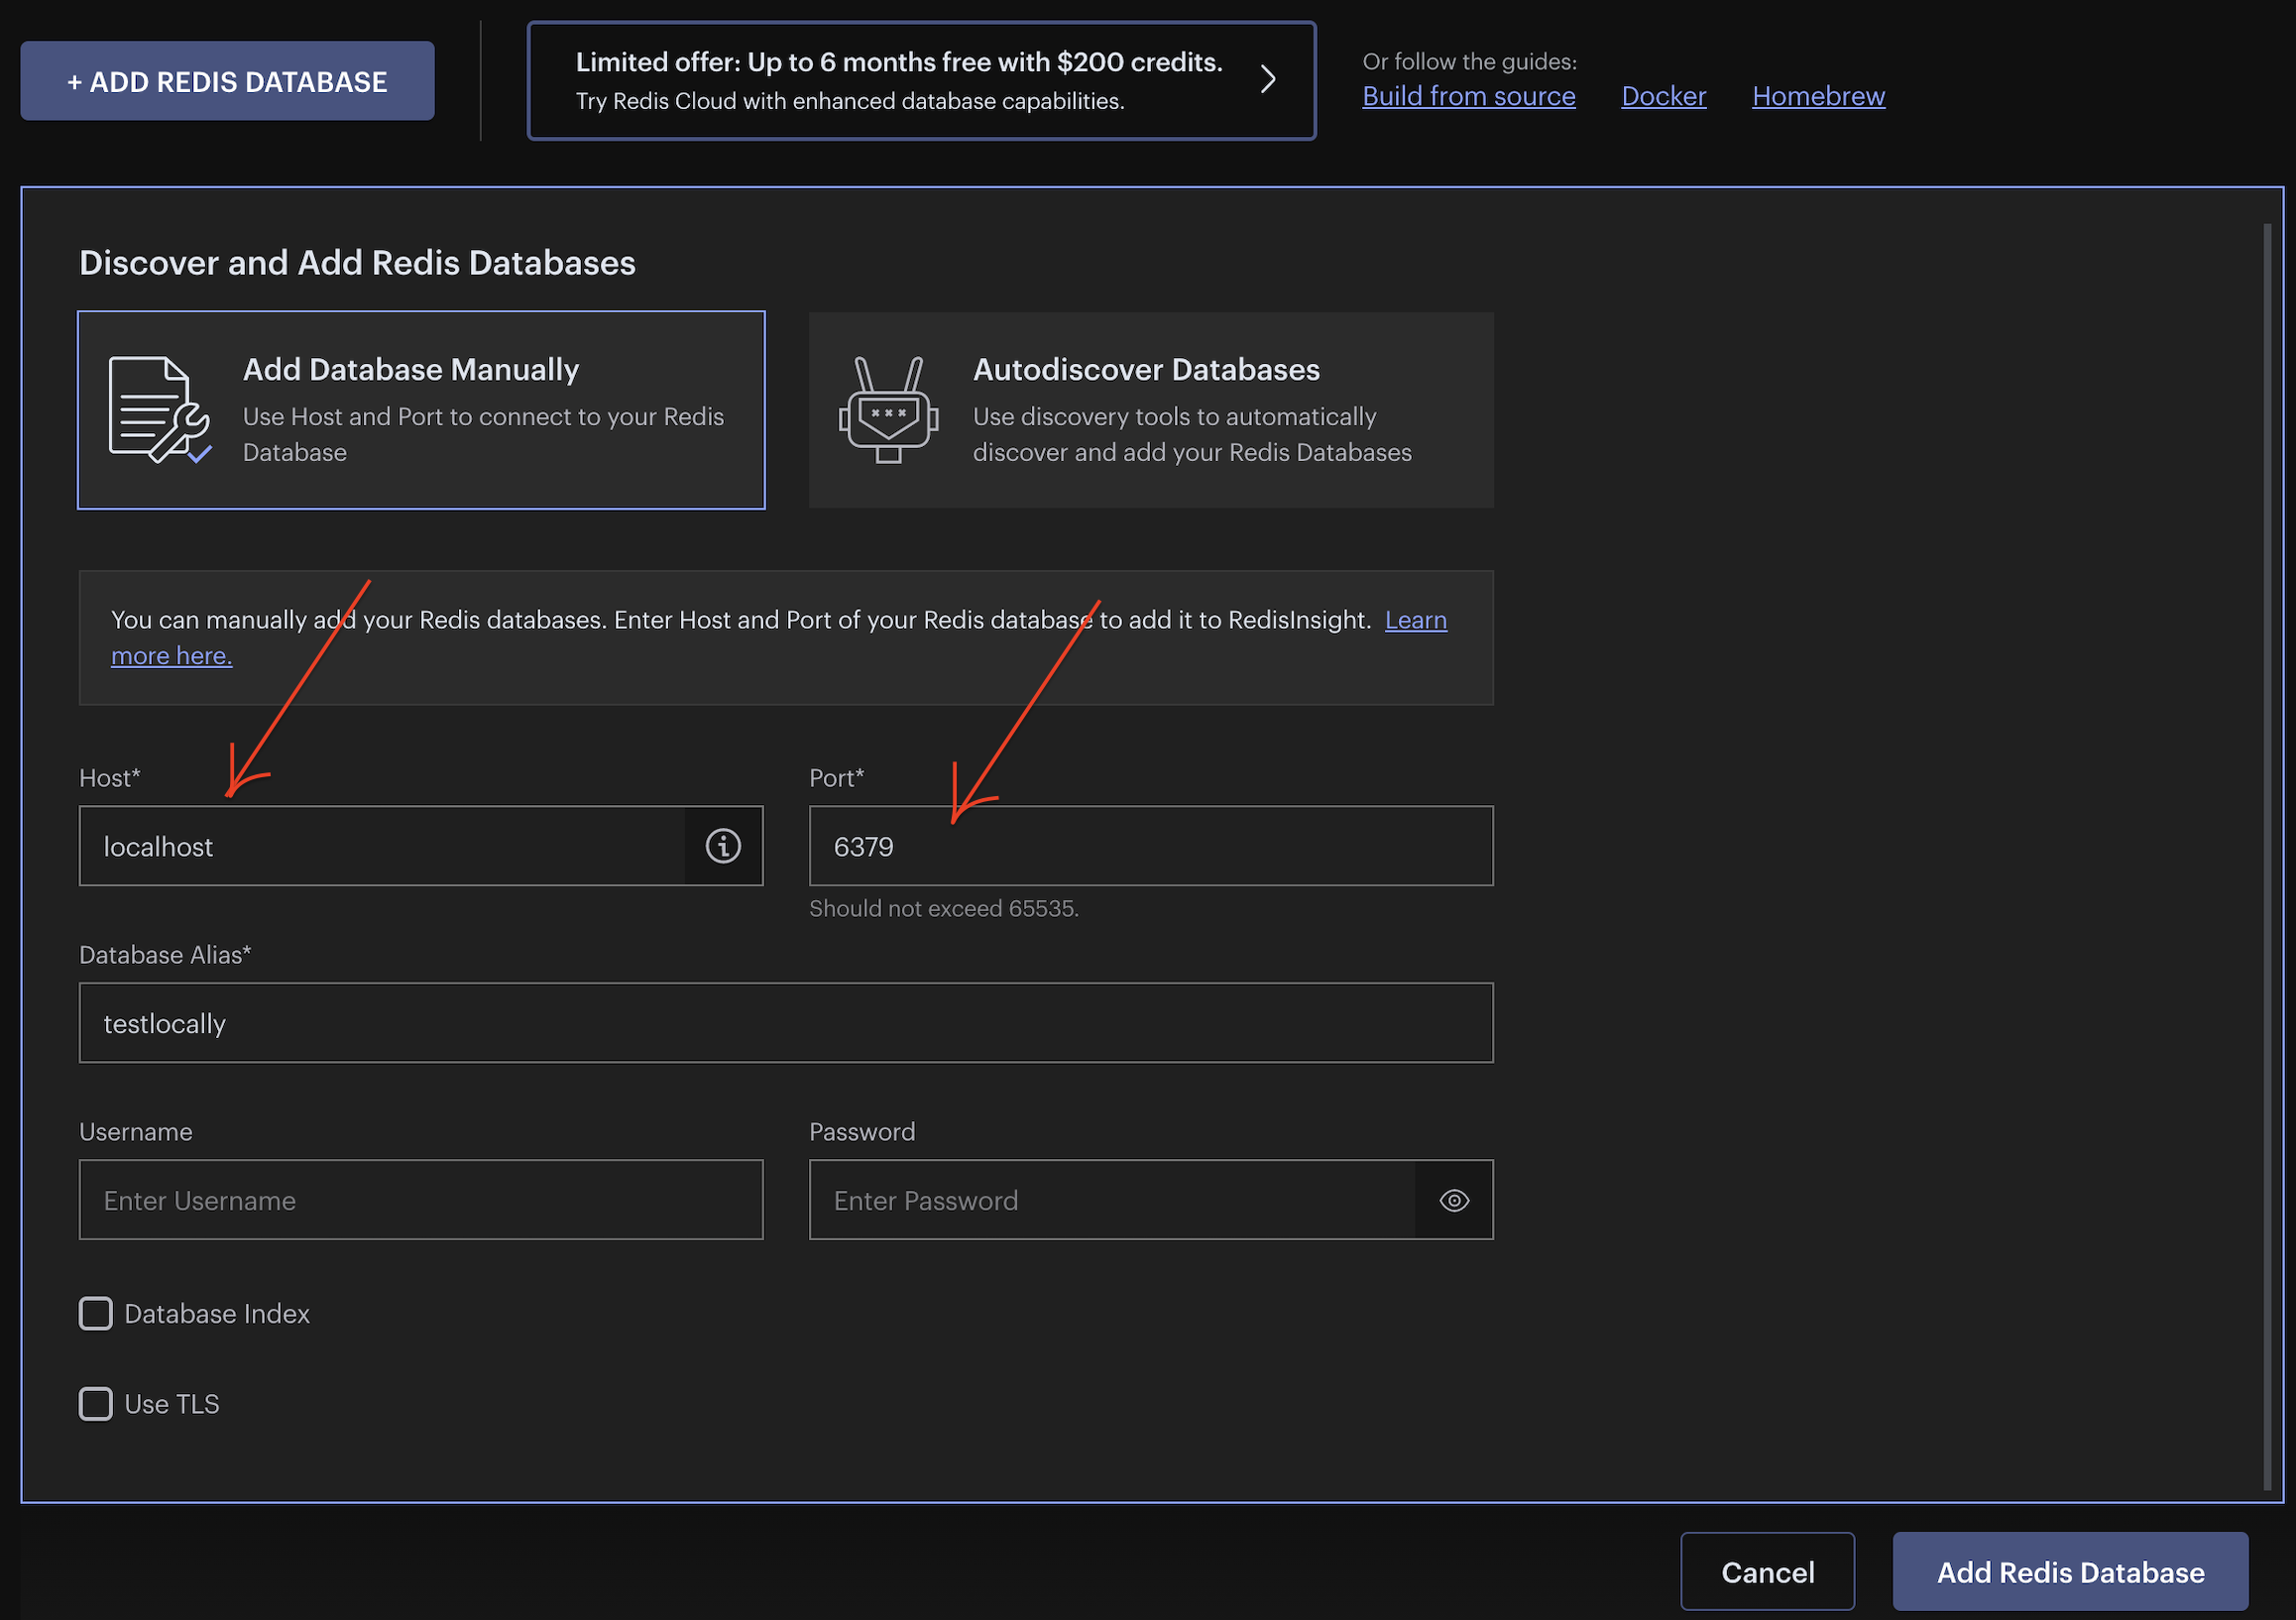 + ADD REDIS DATABASE
Limited offer: Up to 6 months free with $200 credits.
Try Redis Cloud with enhanced database capabilities.
Or follow the guides:
Build from source Docker Homebrew
Discover and Add Redis Databases
Add Database Manually
Use Host and Port to connect to your Redis
Database
Autodiscover Databases
Use discovery tools to automatically
discover and add your Redis Databases
You can manually add your Redis databases. Enter Host and Port of your Redis database to add it to RedisInsight. Learn
more here.
Host*
localhost
Port*
6379
Should not exceed 65535.
Database Alias*
testlocally
Username
Enter Username
Password
Enter Password
Database Index
Use TLS
Cancel
Add Redis Database